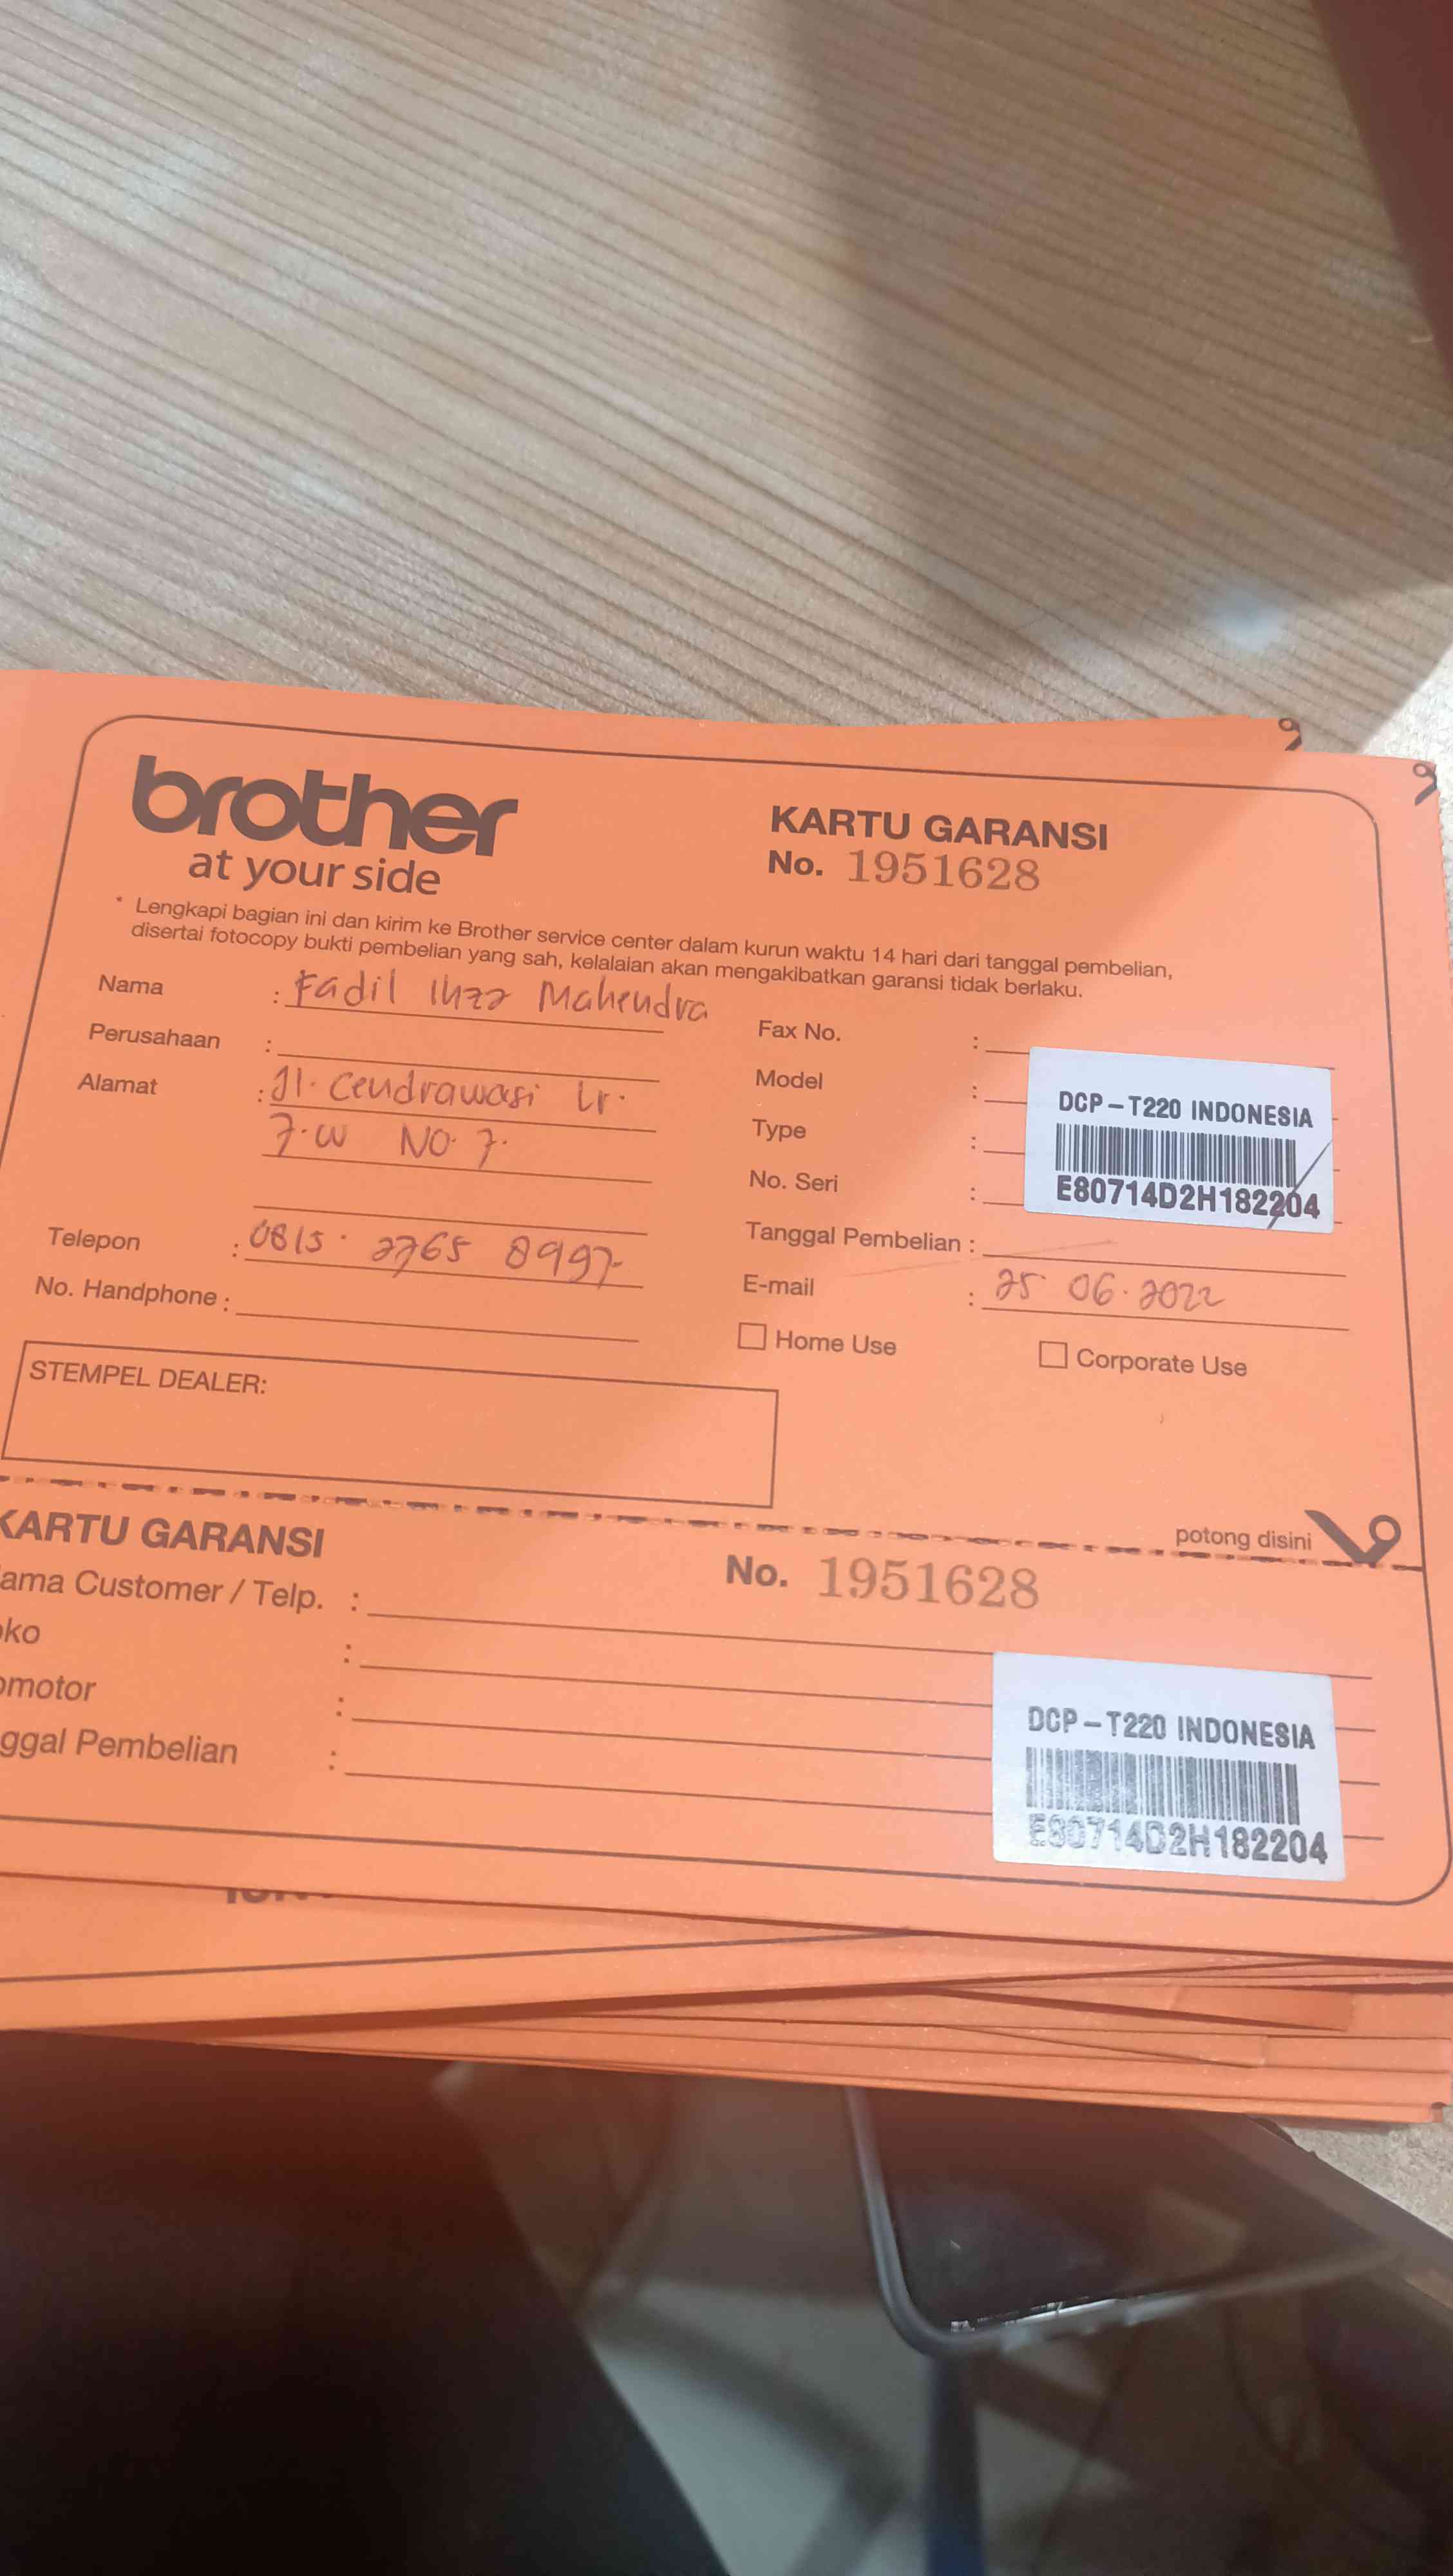 brother
at your side
KARTU GARANSI
No. 1951628
* Lengkapi bagian ini dan kirim ke Brother service center dalam kurun waktu 14 hari dari tanggal pembelian,
disertai fotocopy bukti pembelian yang sah, kelalaian akan mengakibatkan garansi tidak berlaku.
Nama : Fadil Ihza Mahendra
Perusahaan :
Alamat : Jl. Cendrawasi Lr.
7.W NO. 7.
Telepon : 0815. 2765 8997
No. Handphone :
Fax No. :
Model :
Type :
No. Seri :
DCP-T220 INDONESIA
E80714D2H182204
Tanggal Pembelian :
E-mail : 25 06.2022
Home Use
Corporate Use
STEMPEL DEALER:
potong disini
KARTU GARANSI
No. 1951628
ama Customer / Telp. :
oko :
omotor :
ggal Pembelian :
DCP-T220 INDONESIA
E80714D2H182204